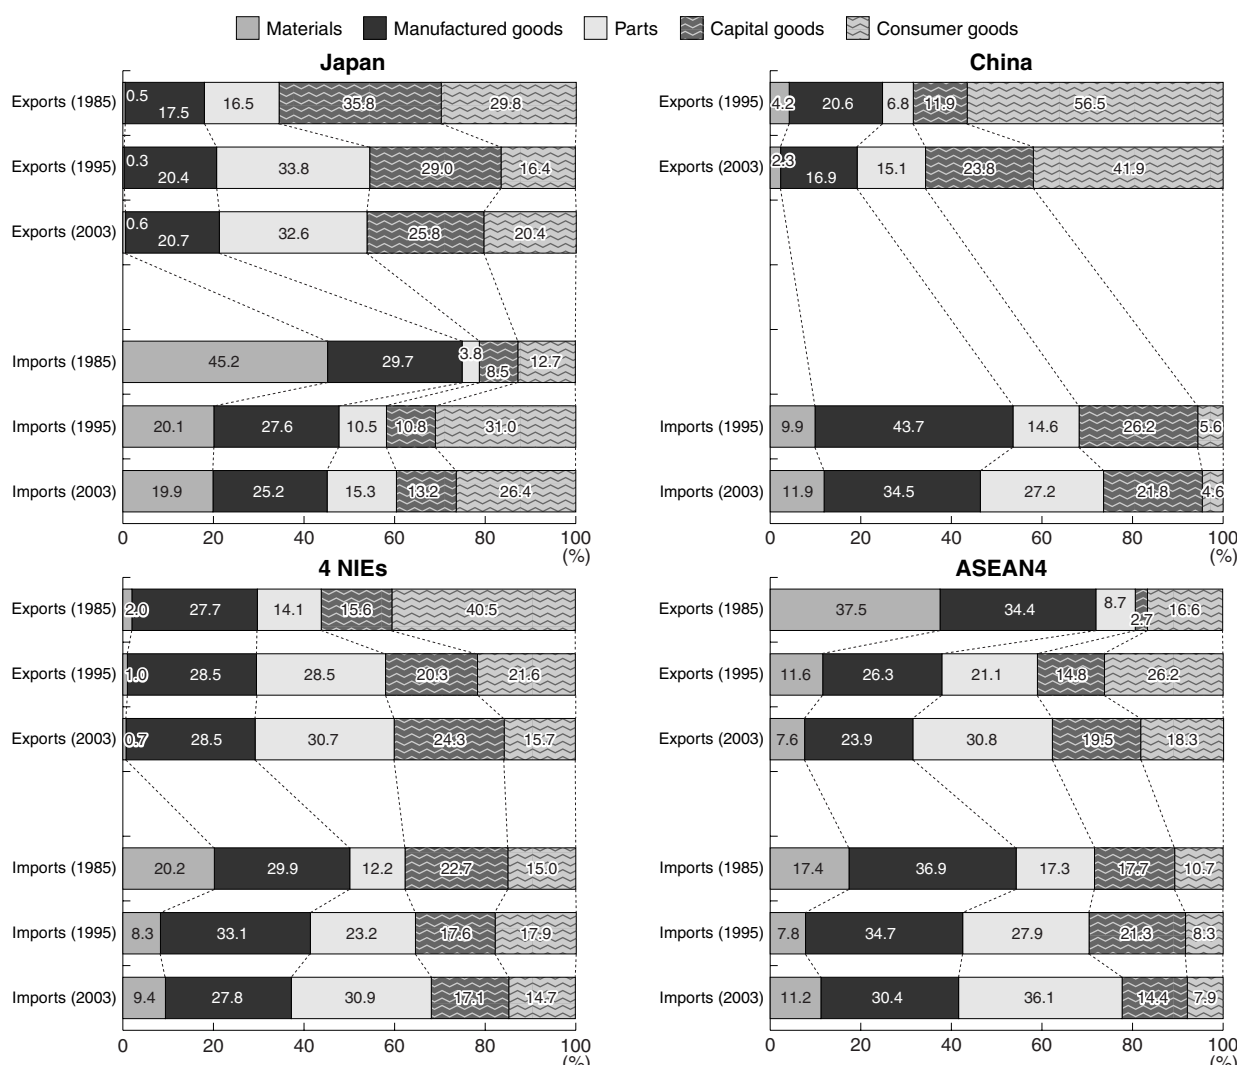 Materials Manufactured goods Parts Capital goods Consumer goods
Japan
Exports (1985) 0.5 17.5 16.5 35.8 29.8
Exports (1995) 0.3 20.4 33.8 29.0 16.4
Exports (2003) 0.6 20.7 32.6 25.8 20.4
Imports (1985) 45.2 29.7 3.8 8.5 12.7
Imports (1995) 20.1 27.6 10.5 10.8 31.0
Imports (2003) 19.9 25.2 15.3 13.2 26.4
0 20 40 60 80 100
(%)
China
Exports (1995) 4.2 20.6 6.8 11.9 56.5
Exports (2003) 2.3 16.9 15.1 23.8 41.9
Imports (1995) 9.9 43.7 14.6 26.2 5.6
Imports (2003) 11.9 34.5 27.2 21.8 4.6
0 20 40 60 80 100
(%)
4 NIEs
Exports (1985) 2.0 27.7 14.1 15.6 40.5
Exports (1995) 1.0 28.5 28.5 20.3 21.6
Exports (2003) 0.7 28.5 30.7 24.3 15.7
Imports (1985) 20.2 29.9 12.2 22.7 15.0
Imports (1995) 8.3 33.1 23.2 17.6 17.9
Imports (2003) 9.4 27.8 30.9 17.1 14.7
0 20 40 60 80 100
(%)
ASEAN4
Exports (1985) 37.5 34.4 8.7 2.7 16.6
Exports (1995) 11.6 26.3 21.1 14.8 26.2
Exports (2003) 7.6 23.9 30.8 19.5 18.3
Imports (1985) 17.4 36.9 17.3 17.7 10.7
Imports (1995) 7.8 34.7 27.9 21.3 8.3
Imports (2003) 11.2 30.4 36.1 14.4 7.9
0 20 40 60 80 100
(%)